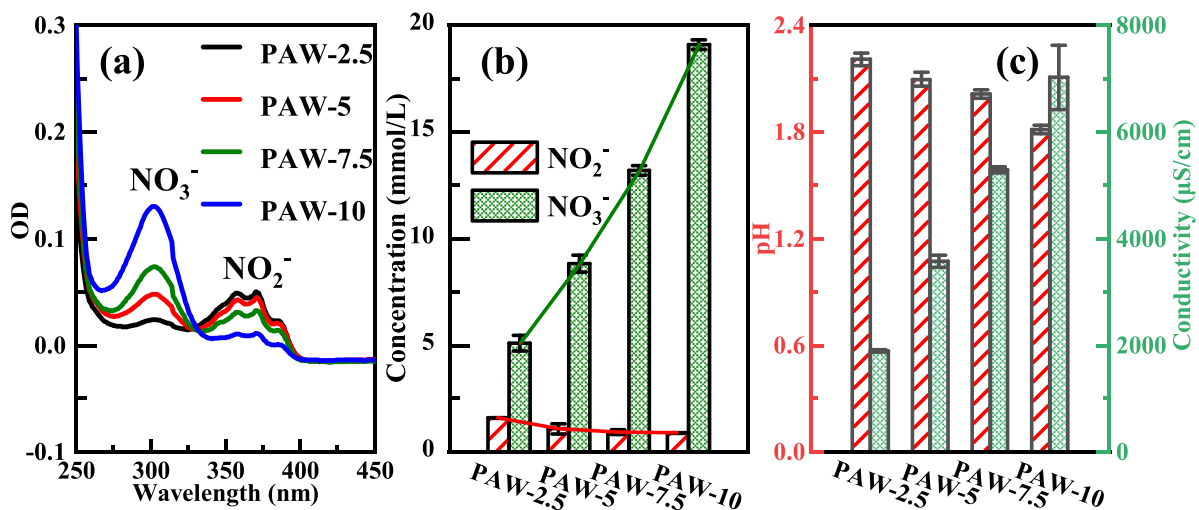 (a)
OD
0.3
0.2
0.1
0.0
-0.1
PAW-2.5
PAW-5
PAW-7.5
PAW-10
NO₃⁻
NO₂⁻
250
300
350
400
450
Wavelength (nm)
(b)
Concentration (mmol/L)
20
15
10
5
0
NO₂⁻
NO₃⁻
PAW-2.5
PAW-5
PAW-7.5
PAW-10
(c)
pH
2.4
1.8
1.2
0.6
0.0
Conductivity (μS/cm)
8000
6000
4000
2000
0
PAW-2.5
PAW-5
PAW-7.5
PAW-10